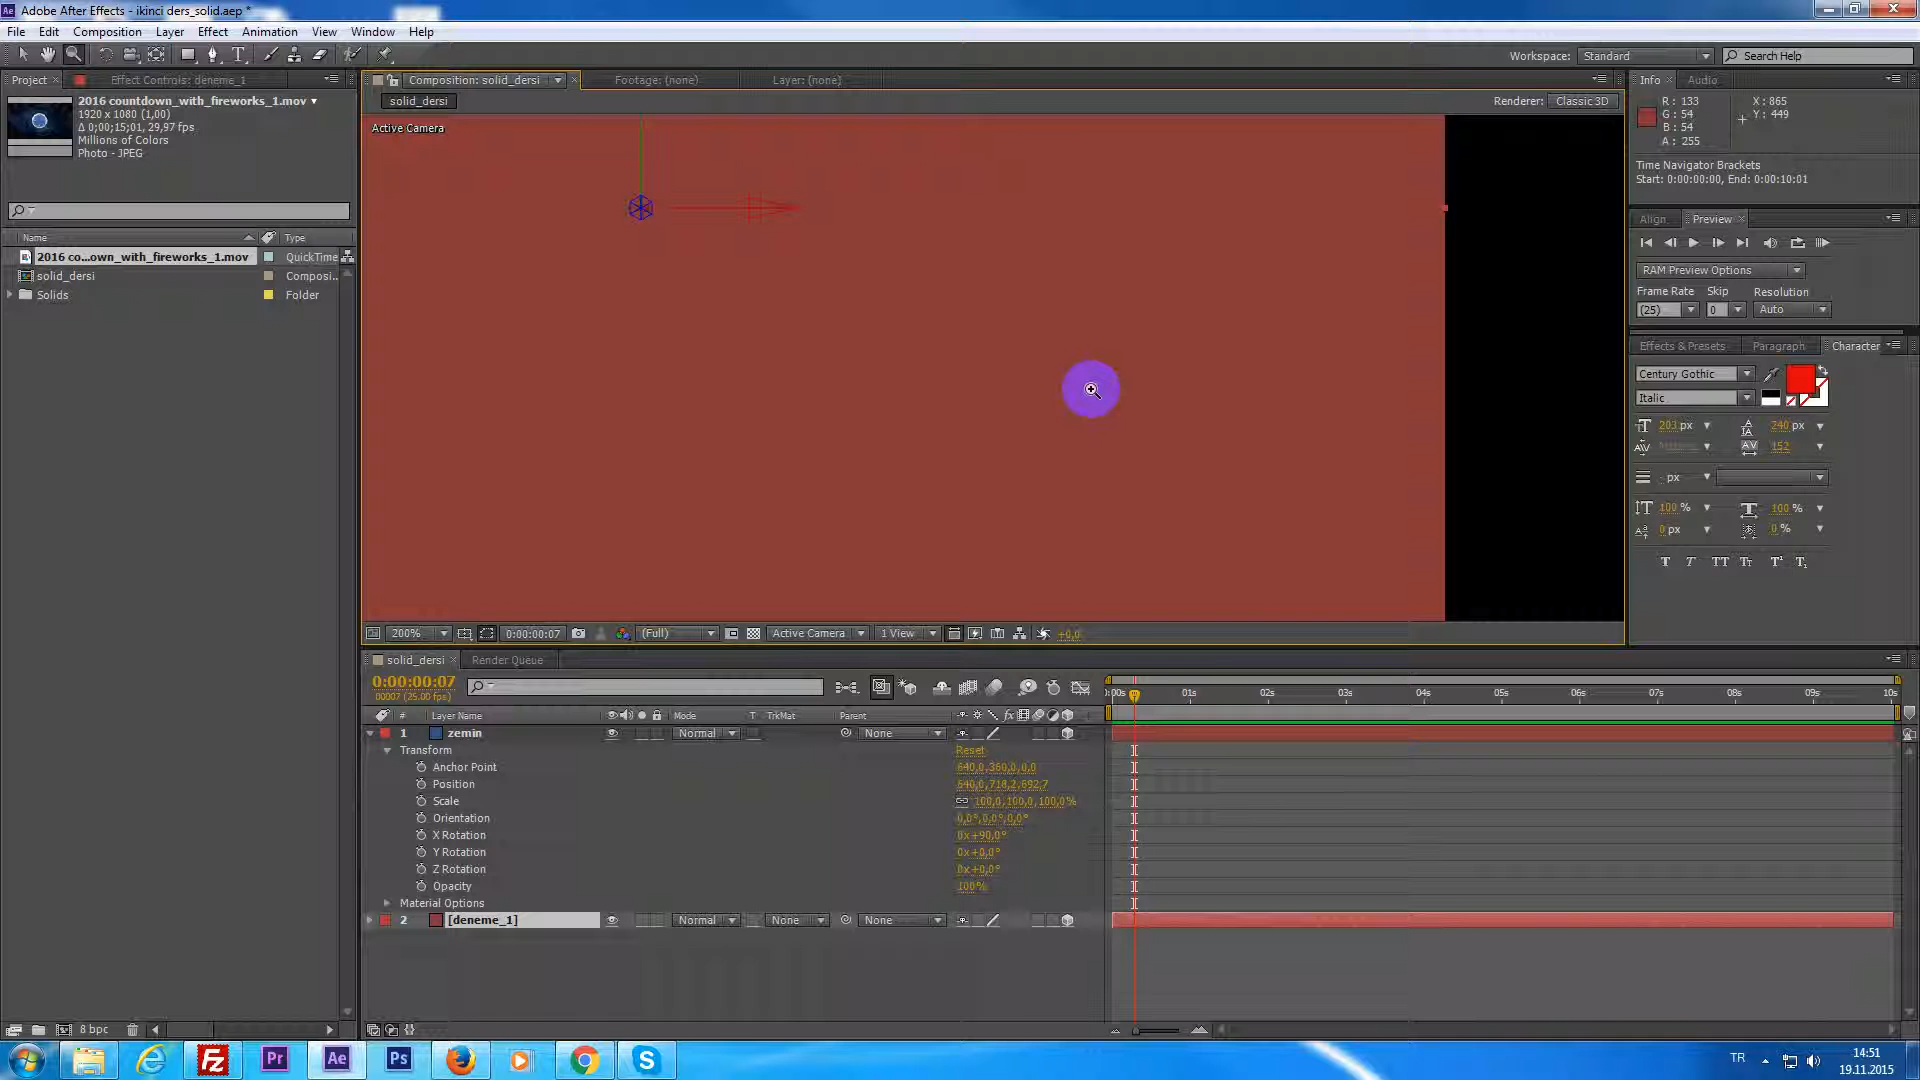 Adobe After Effects - ikinci ders_solid.aep *
File Edit Composition Layer Effect Animation View Window Help
Workspace: Standard Search Help
Project Effect Controls: deneme_1
Composition: solid_dersi Footage: (none) Layer: (none)
2016 countdown_with_fireworks_1.mov
1920 x 1080 (1,00)
Δ 0;00;15;01, 29,97 fps
Millions of Colors
Photo - JPEG
solid_dersi
Renderer: Classic 3D
Active Camera
Name Type
2016 co...own_with_fireworks_1.mov QuickTime
solid_dersi Composi...
Solids Folder
Info Audio
R : 133 X : 865
G : 54 Y : 449
B : 54
A : 255
Time Navigator Brackets
Start: 0:00:00:00, End: 0:00:10:01
Align Preview
RAM Preview Options
Frame Rate Skip Resolution
(25) 0 Auto
Effects & Presets Paragraph Character
Century Gothic
Italic
203 px 240 px
152
- px
100 % 100 %
0 px 0 %
T T TT Tt T¹ T₁
200% 0:00:00:07 (Full) Active Camera 1 View +0,0
solid_dersi Render Queue
0:00:00:07
00007 (25.00 fps)
:00s 01s 02s 03s 04s 05s 06s 07s 08s 09s 10s
# Layer Name Mode T TrkMat Parent
1 zemin Normal None
Transform Reset
Anchor Point 640,0,360,0,0,0
Position 640,0,718,2,692,7
Scale 100,0,100,0,100,0%
Orientation 0,0°,0,0°,0,0°
X Rotation 0x+90,0°
Y Rotation 0x+0,0°
Z Rotation 0x+0,0°
Opacity 100%
Material Options
2 [deneme_1] Normal None None
8 bpc
TR 14:51
19.11.2015